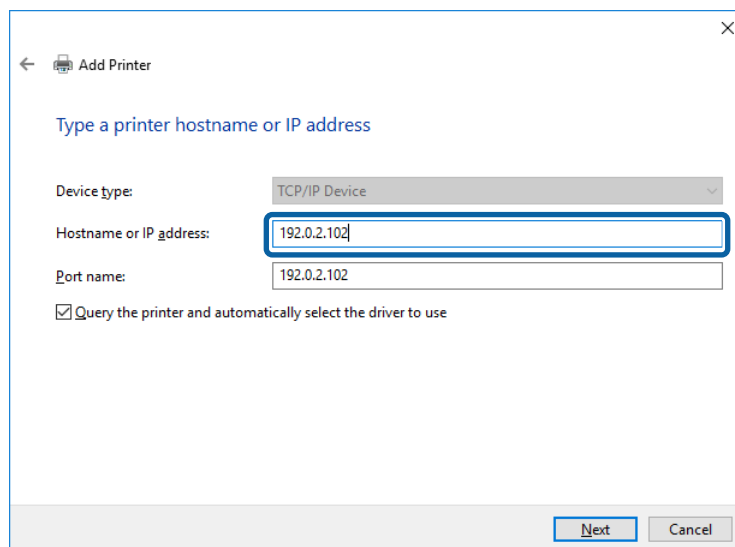 Add Printer
Type a printer hostname or IP address
Device type: TCP/IP Device
Hostname or IP address: 192.0.2.102
Port name: 192.0.2.102
Query the printer and automatically select the driver to use
Next Cancel